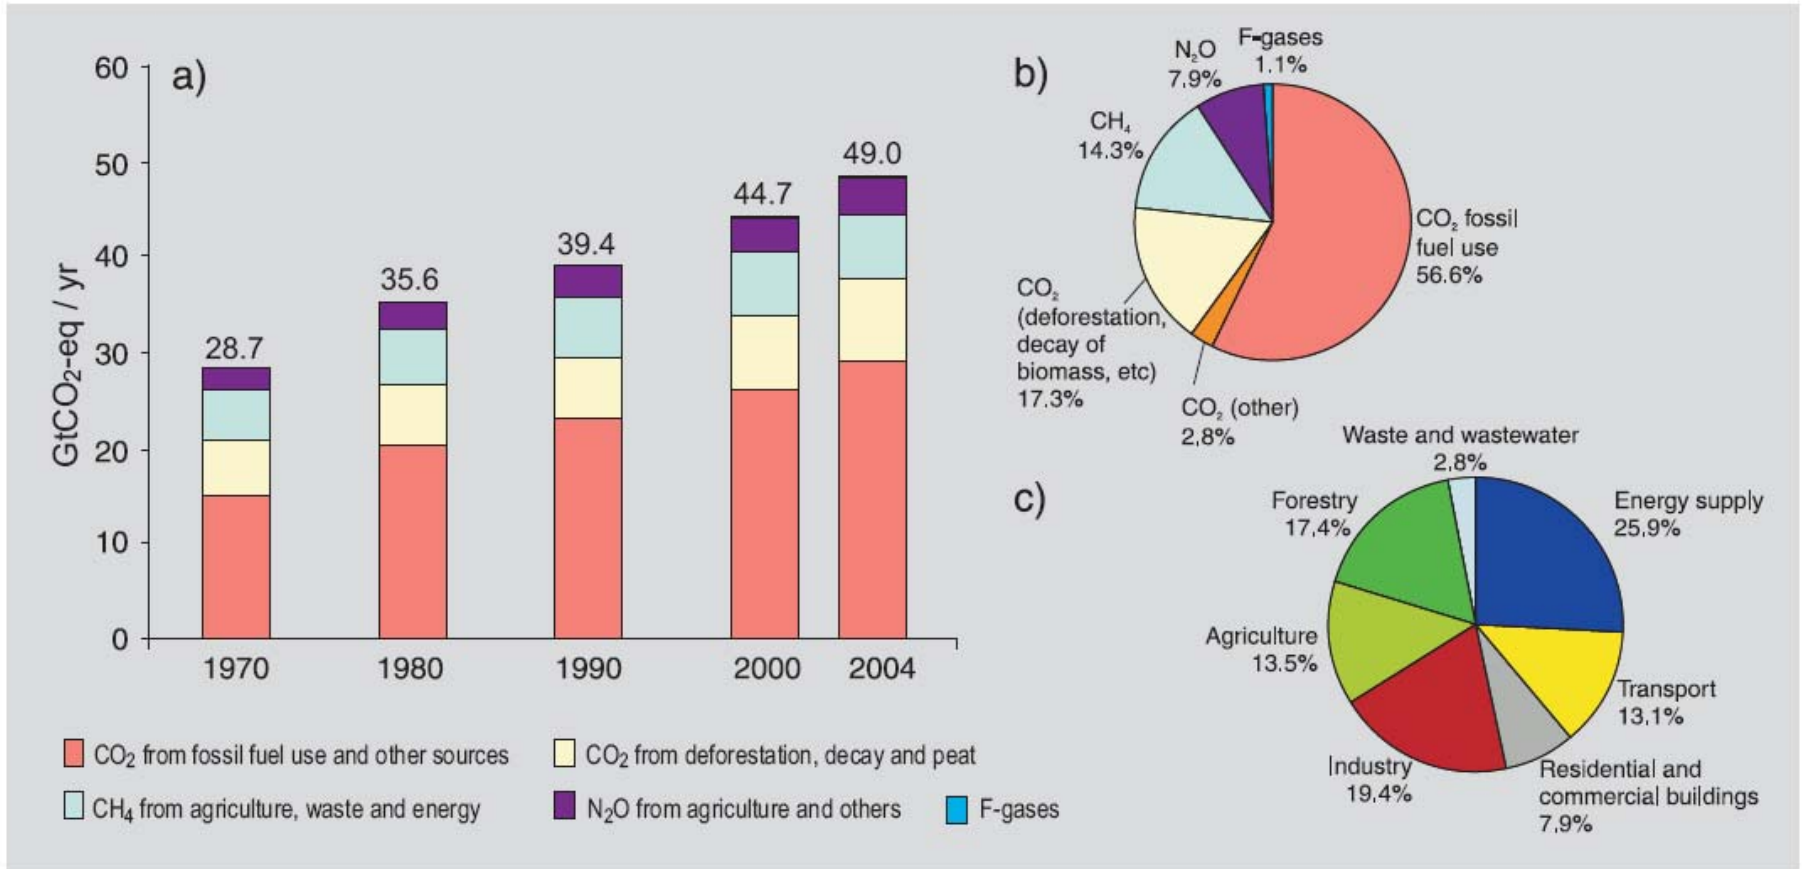 a)
60
50
40
30
20
10
0
GtCO2-eq / yr
28.7
35.6
39.4
44.7
49.0
1970 1980 1990 2000 2004
CO2 from fossil fuel use and other sources
CO2 from deforestation, decay and peat
CH4 from agriculture, waste and energy
N2O from agriculture and others
F-gases
b)
F-gases
1.1%
N2O
7.9%
CH4
14.3%
CO2 fossil
fuel use
56.6%
CO2
(deforestation,
decay of
biomass, etc)
17.3%
CO2 (other)
2.8%
c)
Waste and wastewater
2.8%
Forestry
17.4%
Energy supply
25.9%
Agriculture
13.5%
Transport
13.1%
Industry
19.4%
Residential and
commercial buildings
7.9%